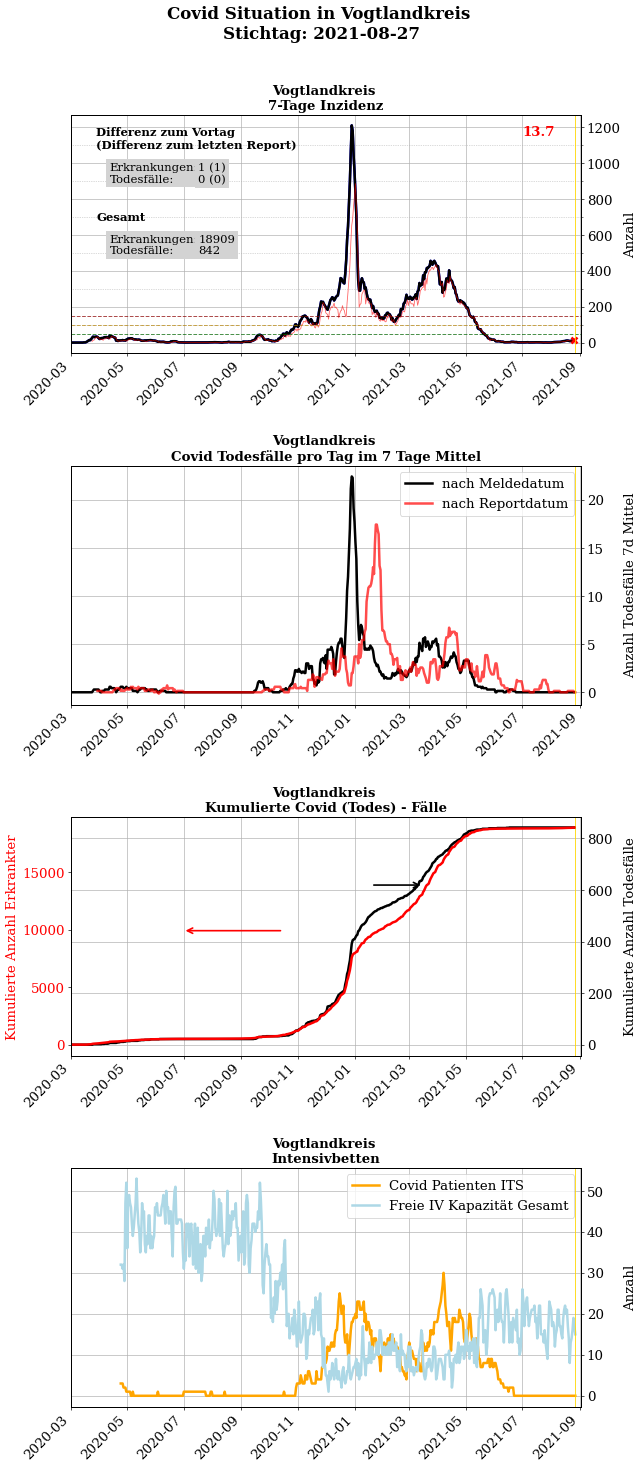 Covid Situation in Vogtlandkreis
Stichtag: 2021-08-27
Vogtlandkreis
7-Tage Inzidenz
Differenz zum Vortag
(Differenz zum letzten Report)
Erkrankungen 1 (1)
Todesfälle: 0 (0)
Gesamt
Erkrankungen 18909
Todesfälle: 842
13.7
1200
1000
800
600
400
200
0
Anzahl
2020-03
2020-05
2020-07
2020-09
2020-11
2021-01
2021-03
2021-05
2021-07
2021-09
Vogtlandkreis
Covid Todesfälle pro Tag im 7 Tage Mittel
nach Meldedatum
nach Reportdatum
20
15
10
5
0
Anzahl Todesfälle 7d Mittel
2020-03
2020-05
2020-07
2020-09
2020-11
2021-01
2021-03
2021-05
2021-07
2021-09
Vogtlandkreis
Kumulierte Covid (Todes) - Fälle
Kumulierte Anzahl Erkrankter
15000
10000
5000
0
800
600
400
200
0
Kumulierte Anzahl Todesfälle
2020-03
2020-05
2020-07
2020-09
2020-11
2021-01
2021-03
2021-05
2021-07
2021-09
Vogtlandkreis
Intensivbetten
Covid Patienten ITS
Freie IV Kapazität Gesamt
50
40
30
20
10
0
Anzahl
2020-03
2020-05
2020-07
2020-09
2020-11
2021-01
2021-03
2021-05
2021-07
2021-09